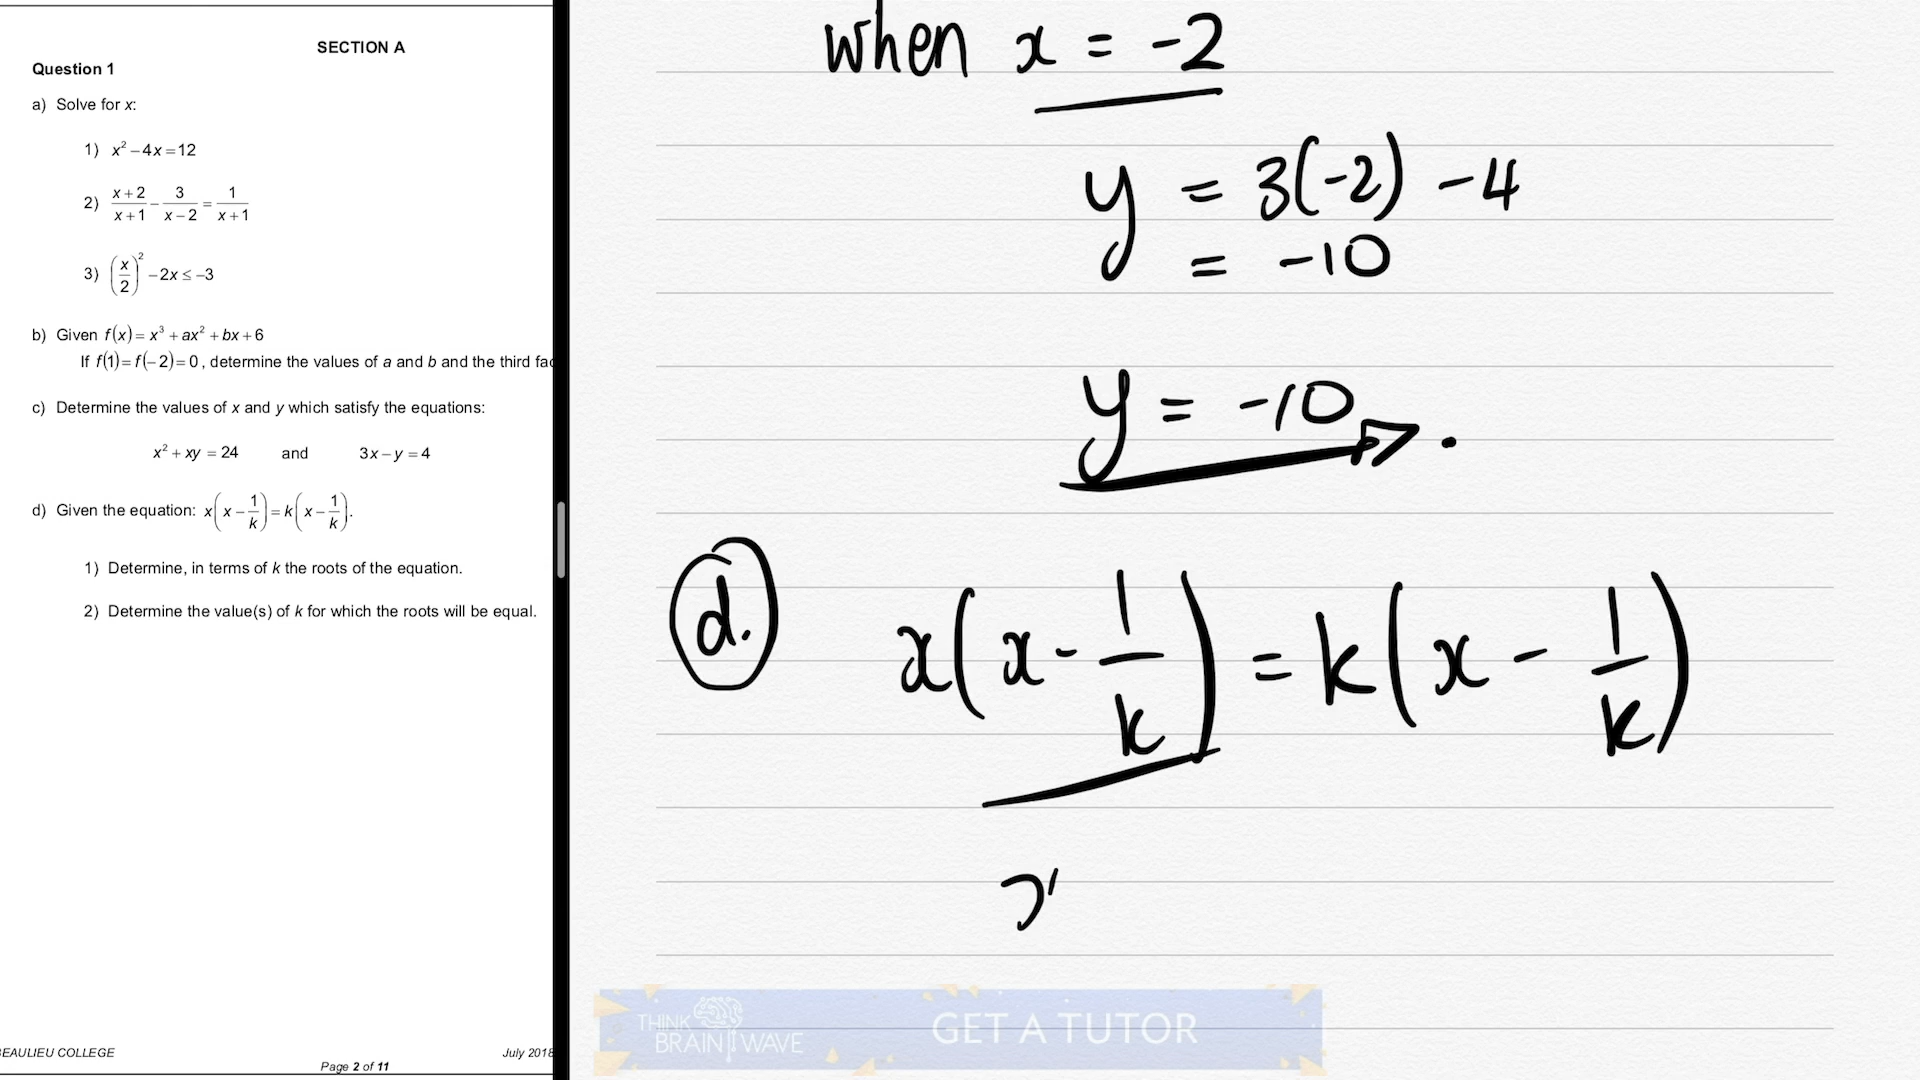 SECTION A
Question 1
a) Solve for x:
1) x² – 4x = 12
2) (x + 2)/(x + 1) – 3/(x – 2) = 1/(x + 1)
3) (x/2)² – 2x ≤ –3
b) Given f(x) = x³ + ax² + bx + 6
If f(1) = f(– 2) = 0, determine the values of a and b and the third fac
c) Determine the values of x and y which satisfy the equations:
x² + xy = 24 and 3x – y = 4
d) Given the equation: x(x – 1/k) = k(x – 1/k).
1) Determine, in terms of k the roots of the equation.
2) Determine the value(s) of k for which the roots will be equal.
EAULIEU COLLEGE
July 2018
Page 2 of 11
when x = -2
y = 3(-2) - 4
= -10
y = -10
d. x(x - 1/k) = k(x - 1/k)
THINK
BRAINWAVE
GET A TUTOR